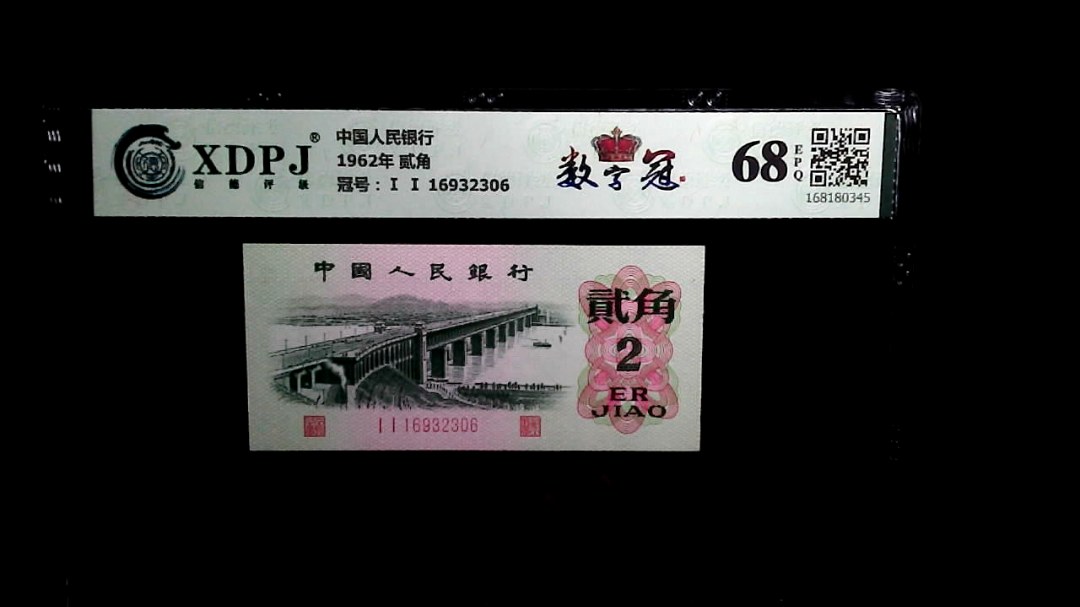 XDPJ®
信德评级
中国人民银行
1962年 贰角
冠号：I I 16932306
数字冠
68
EPQ
168180345
中國人民銀行
貳角
2
ER
JIAO
I I 16932306